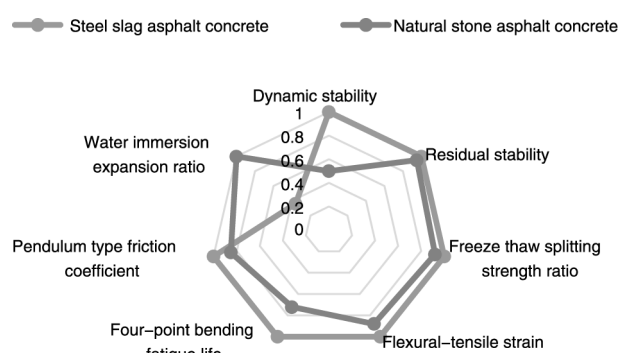 Steel slag asphalt concrete
Natural stone asphalt concrete
Dynamic stability
1
0.8
0.6
0.4
0.2
0
Residual stability
Freeze thaw splitting
strength ratio
Flexural−tensile strain
Four−point bending
fatigue life
Pendulum type friction
coefficient
Water immersion
expansion ratio